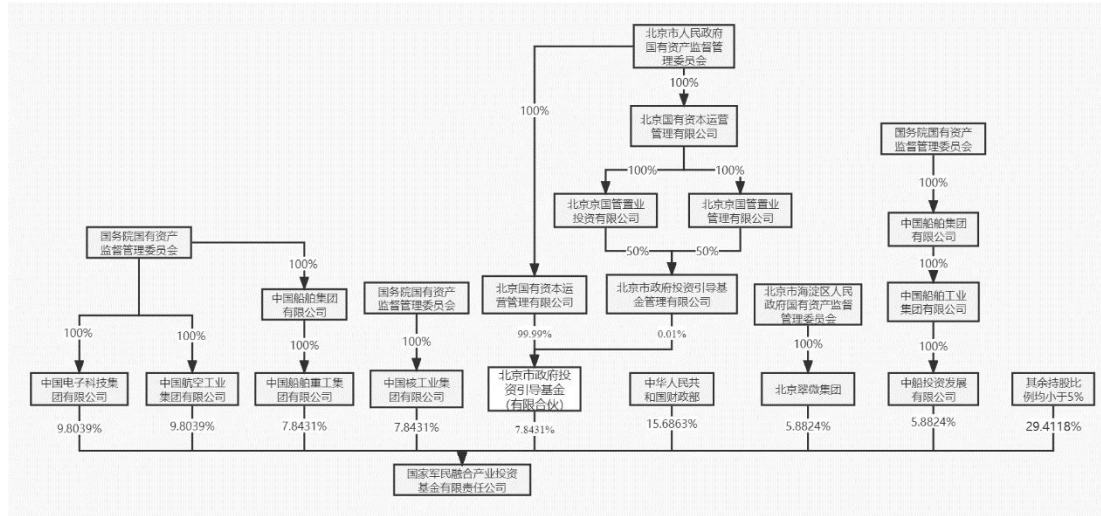 北京市人民政府
国有资产监督管
理委员会
100%
100%
北京国有资本运营
管理有限公司
国务院国有资产
监督管理委员会
100%
100%
100%
北京京国管置业
投资有限公司
北京京国管置业
管理有限公司
中国船舶集团
有限公司
国务院国有资产
监督管理委员会
50%
50%
100%
100%
中国船舶集团
有限公司
国务院国有资产
监督管理委员会
北京国有资本运
营管理有限公司
北京市政府投资引导基
金管理有限公司
北京市海淀区人民
政府国有资产监督
管理委员会
中国船舶工业
集团有限公司
100%
100%
100%
100%
99.99%
0.01%
100%
100%
中国电子科技集
团有限公司
中国航空工业
集团有限公司
中国船舶重工集
团有限公司
中国核工业集
团有限公司
北京市政府投
资引导基金
（有限合伙）
中华人民共
和国财政部
北京翠微集团
中船投资发展
有限公司
其余持股比
例均小于5%
9.8039%
9.8039%
7.8431%
7.8431%
7.8431%
15.6863%
5.8824%
5.8824%
29.4118%
国家军民融合产业投资
基金有限责任公司